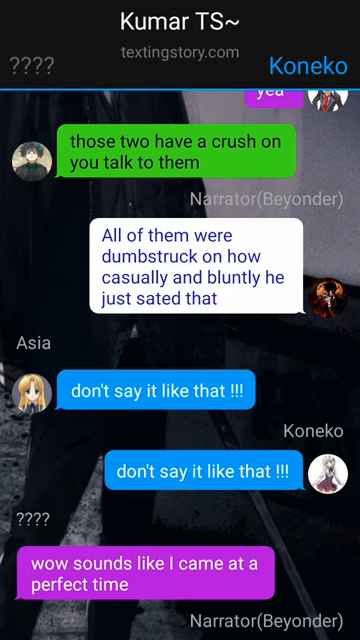 Kumar TS~
textingstory.com
????
Koneko
yea
those two have a crush on
you talk to them
Narrator(Beyonder)
All of them were
dumbstruck on how
casually and bluntly he
just sated that
Asia
don't say it like that !!!
Koneko
don't say it like that !!!
????
wow sounds like I came at a
perfect time
Narrator(Beyonder)